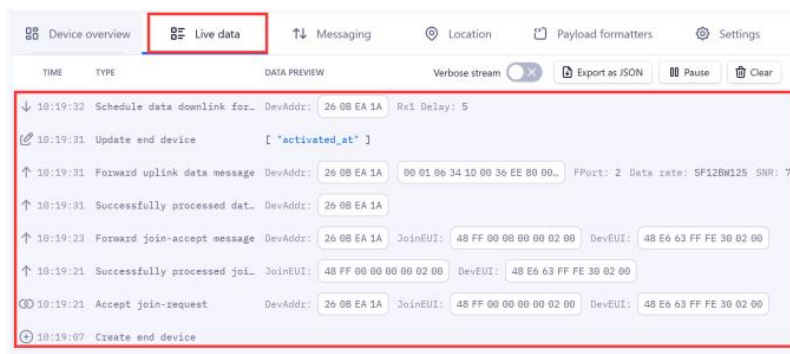 Device overview Live data Messaging Location Payload formatters Settings
TIME TYPE DATA PREVIEW Verbose stream Export as JSON Pause Clear
10:19:32 Schedule data downlink for… DevAddr: 26 0B EA 1A Rx1 Delay: 5
10:19:31 Update end device [ "activated_at" ]
10:19:31 Forward uplink data message DevAddr: 26 0B EA 1A 00 01 06 34 1D 00 36 EE 80 00… FPort: 2 Data rate: SF12BW125 SNR: 7
10:19:31 Successfully processed dat… DevAddr: 26 0B EA 1A
10:19:23 Forward join-accept message DevAddr: 26 0B EA 1A JoinEUI: 48 FF 00 00 00 00 02 00 DevEUI: 48 E6 63 FF FE 30 02 00
10:19:21 Successfully processed joi… JoinEUI: 48 FF 00 00 00 00 02 00 DevEUI: 48 E6 63 FF FE 30 02 00
10:19:21 Accept join-request DevAddr: 26 0B EA 1A JoinEUI: 48 FF 00 00 00 00 02 00 DevEUI: 48 E6 63 FF FE 30 02 00
10:19:07 Create end device